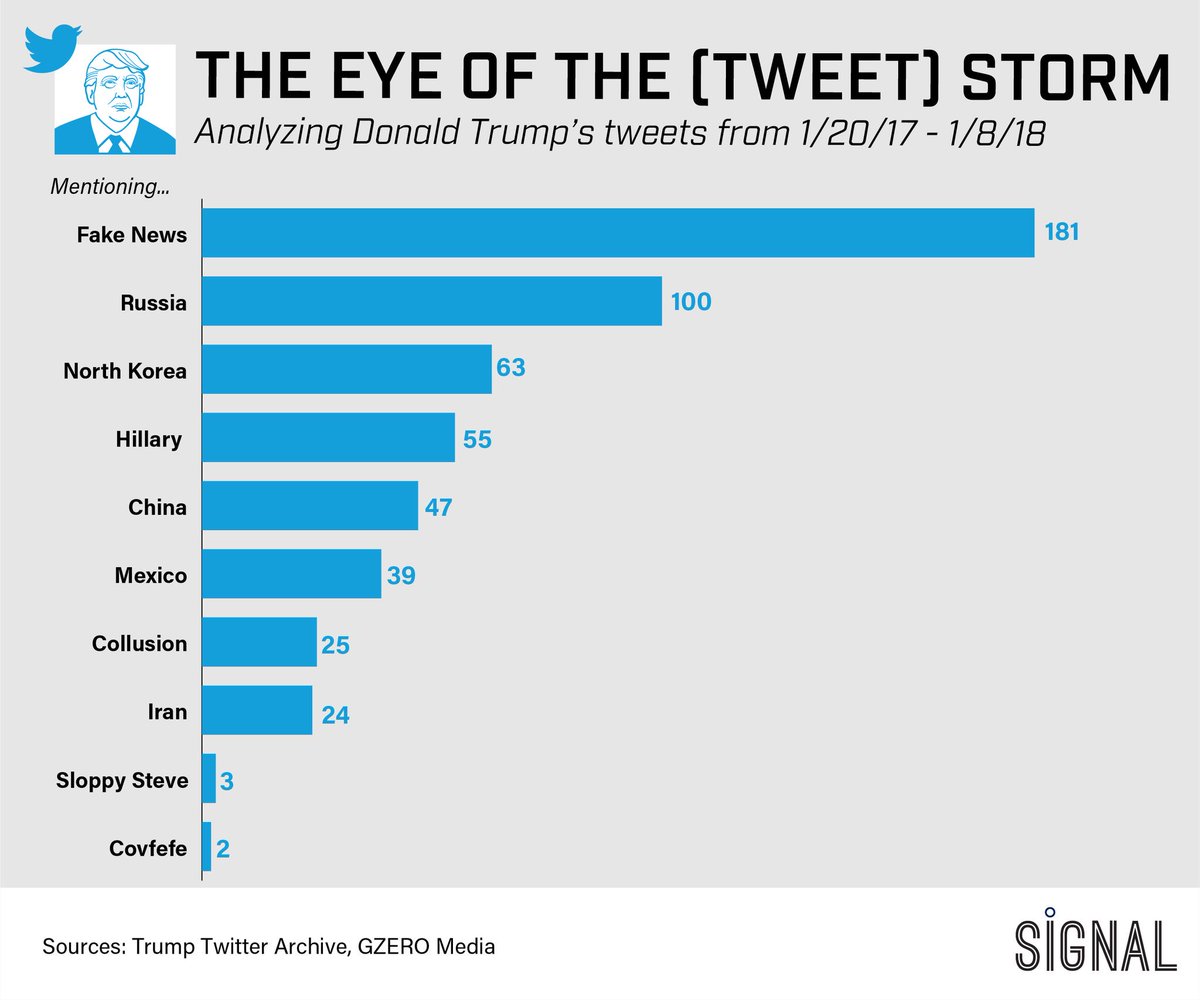 THE EYE OF THE (TWEET) STORM
Analyzing Donald Trump's tweets from 1/20/17 - 1/8/18
Mentioning...
Fake News 181
Russia 100
North Korea 63
Hillary 55
China 47
Mexico 39
Collusion 25
Iran 24
Sloppy Steve 3
Covfefe 2
Sources: Trump Twitter Archive, GZERO Media
SIGNAL